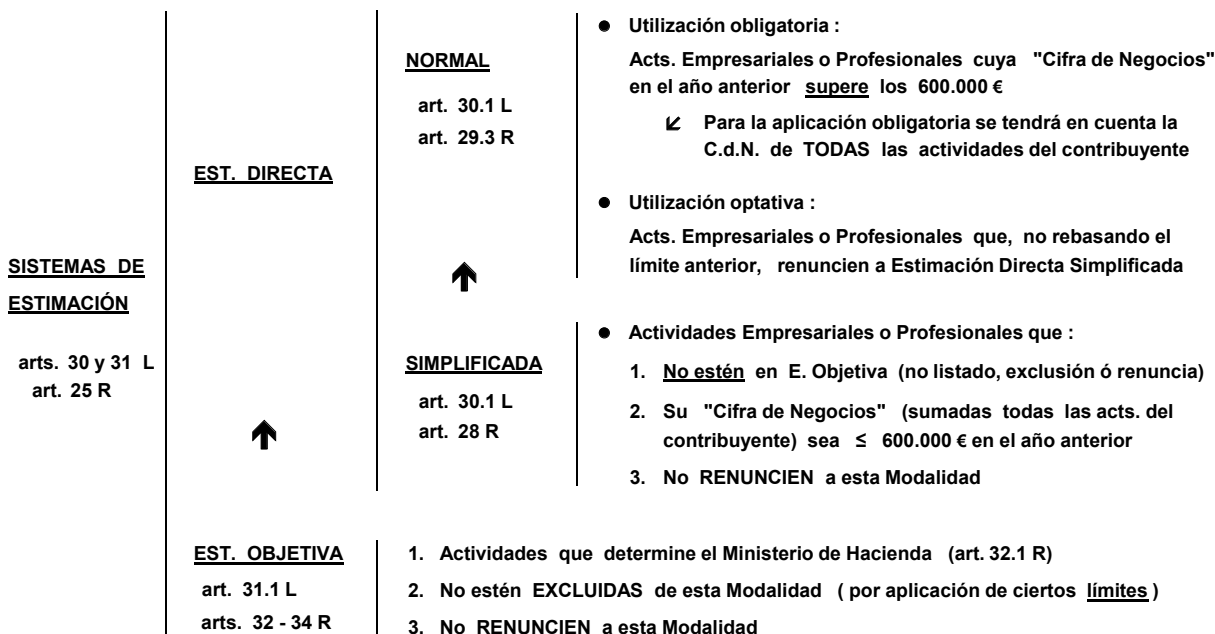 SISTEMAS DE
ESTIMACIÓN
arts. 30 y 31 L
art. 25 R
EST. DIRECTA
NORMAL
art. 30.1 L
art. 29.3 R
● Utilización obligatoria :
Acts. Empresariales o Profesionales cuya "Cifra de Negocios"
en el año anterior supere los 600.000 €
Para la aplicación obligatoria se tendrá en cuenta la
C.d.N. de TODAS las actividades del contribuyente
● Utilización optativa :
Acts. Empresariales o Profesionales que, no rebasando el
límite anterior, renuncien a Estimación Directa Simplificada
SIMPLIFICADA
art. 30.1 L
art. 28 R
● Actividades Empresariales o Profesionales que :
1. No estén en E. Objetiva (no listado, exclusión ó renuncia)
2. Su "Cifra de Negocios" (sumadas todas las acts. del
contribuyente) sea ≤ 600.000 € en el año anterior
3. No RENUNCIEN a esta Modalidad
EST. OBJETIVA
art. 31.1 L
arts. 32 - 34 R
1. Actividades que determine el Ministerio de Hacienda (art. 32.1 R)
2. No estén EXCLUIDAS de esta Modalidad ( por aplicación de ciertos límites )
3. No RENUNCIEN a esta Modalidad